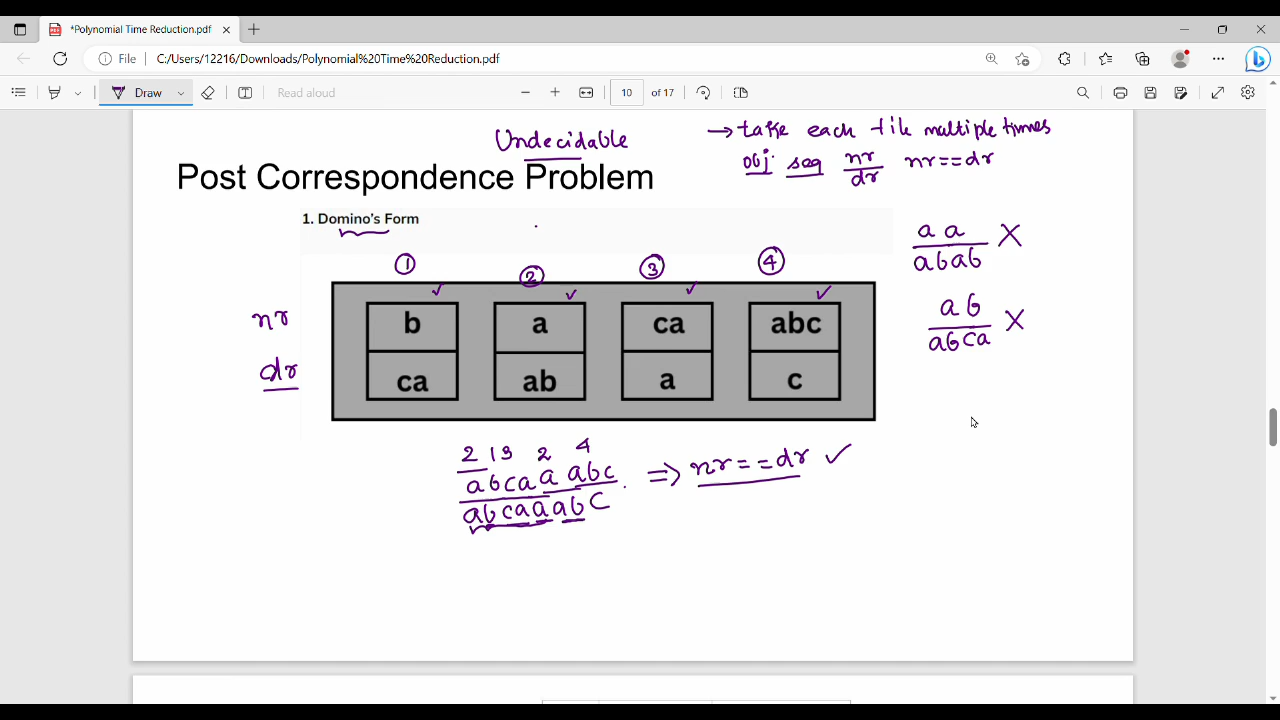 *Polynomial Time Reduction.pdf
File C:/Users/12216/Downloads/Polynomial%20Time%20Reduction.pdf
Draw Read aloud 10 of 17
Undecidable
→ take each tile multiple times
obj seq nr/dr nr==dr
Post Correspondence Problem
1. Domino's Form
aa X
abab
① ② ③ ④
nr b a ca abc
ab X
abca
dr ca ab a c
2 1 3 2 4
abcaaabc ⇒ nr==dr ✓
abcaaabc